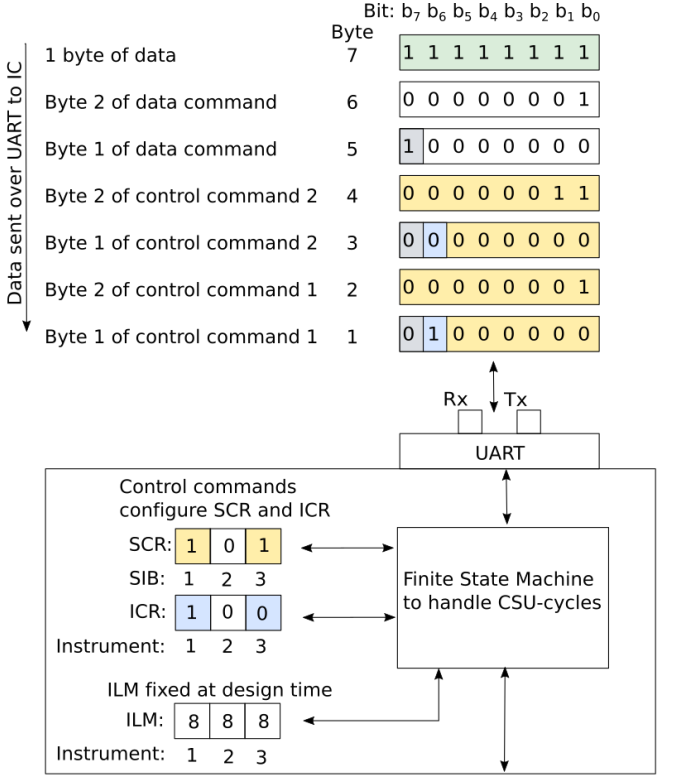 Bit: b7 b6 b5 b4 b3 b2 b1 b0
Byte
1 byte of data 7 1 1 1 1 1 1 1 1
Byte 2 of data command 6 0 0 0 0 0 0 0 1
Byte 1 of data command 5 1 0 0 0 0 0 0 0
Byte 2 of control command 2 4 0 0 0 0 0 0 1 1
Byte 1 of control command 2 3 0 0 0 0 0 0 0 0
Byte 2 of control command 1 2 0 0 0 0 0 0 0 1
Byte 1 of control command 1 1 0 1 0 0 0 0 0 0
Data sent over UART to IC
Rx Tx
UART
Control commands
configure SCR and ICR
SCR: 1 0 1
SIB: 1 2 3
ICR: 1 0 0
Instrument: 1 2 3
Finite State Machine
to handle CSU-cycles
ILM fixed at design time
ILM: 8 8 8
Instrument: 1 2 3